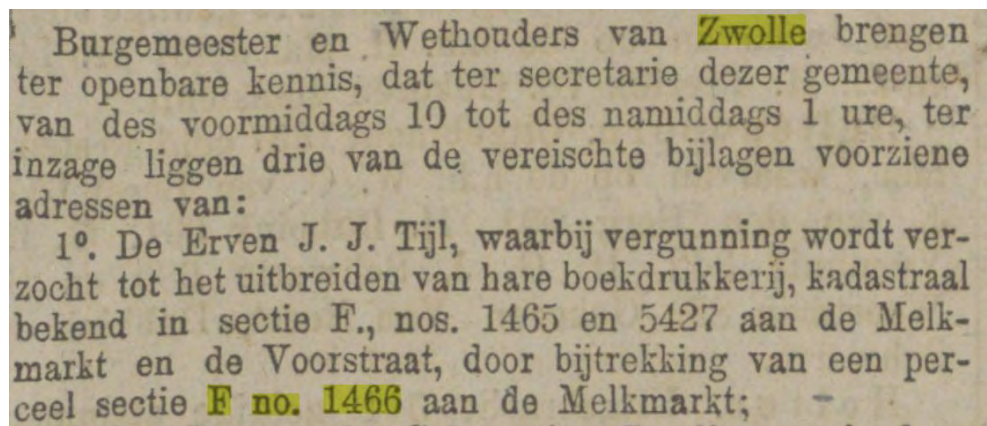 Burgemeester en Wethouders van Zwolle brengen
ter openbare kennis, dat ter secretarie dezer gemeente,
van des voormiddags 10 tot des namiddags 1 ure, ter
inzage liggen drie van de vereischte bijlagen voorziene
adressen van:
1º. De Erven J. J. Tijl, waarbij vergunning wordt ver-
zocht tot het uitbreiden van hare boekdrukkerij, kadastraal
bekend in sectie F., nos. 1465 en 5427 aan de Melk-
markt en de Voorstraat, door bijtrekking van een per-
ceel sectie F no. 1466 aan de Melkmarkt;